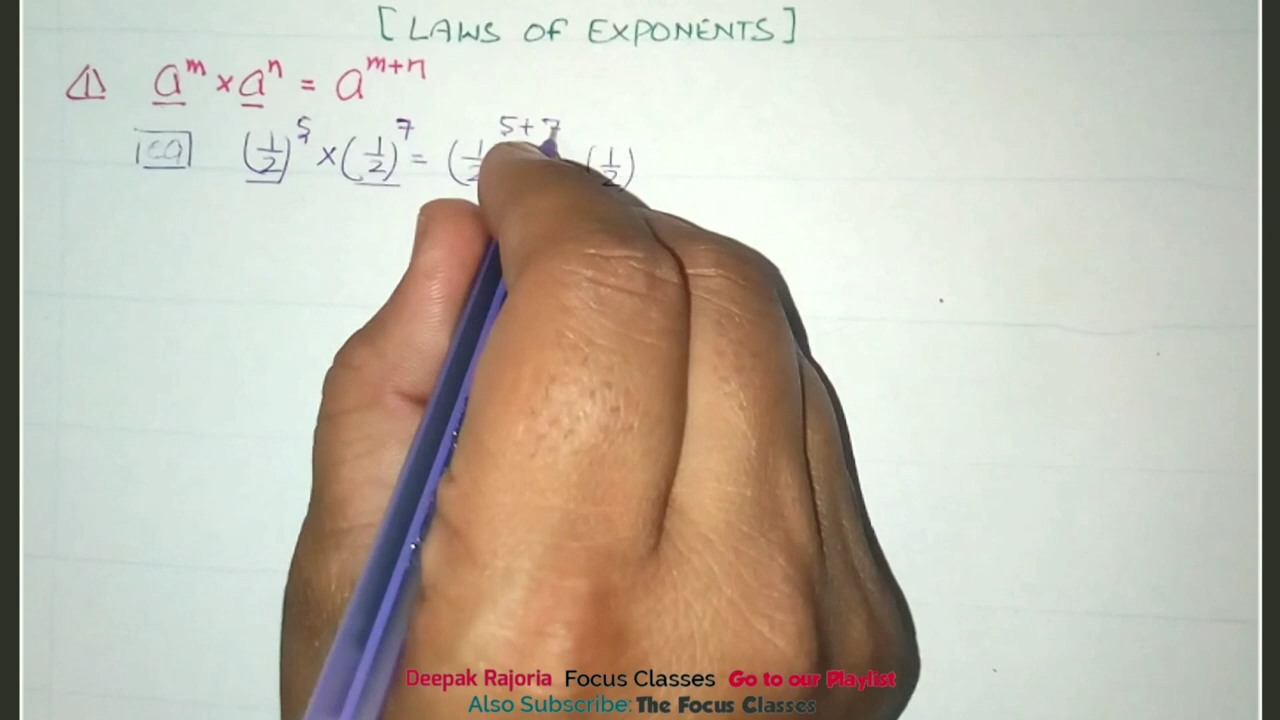 [LAWS OF EXPONENTS]
1 a^m × a^n = a^(m+n)
eg (1/2)^5 × (1/2)^7 = (1/2 ^5+7 (1/2)
Deepak Rajoria Focus Classes Go to our Playlist
Also Subscribe: The Focus Classes